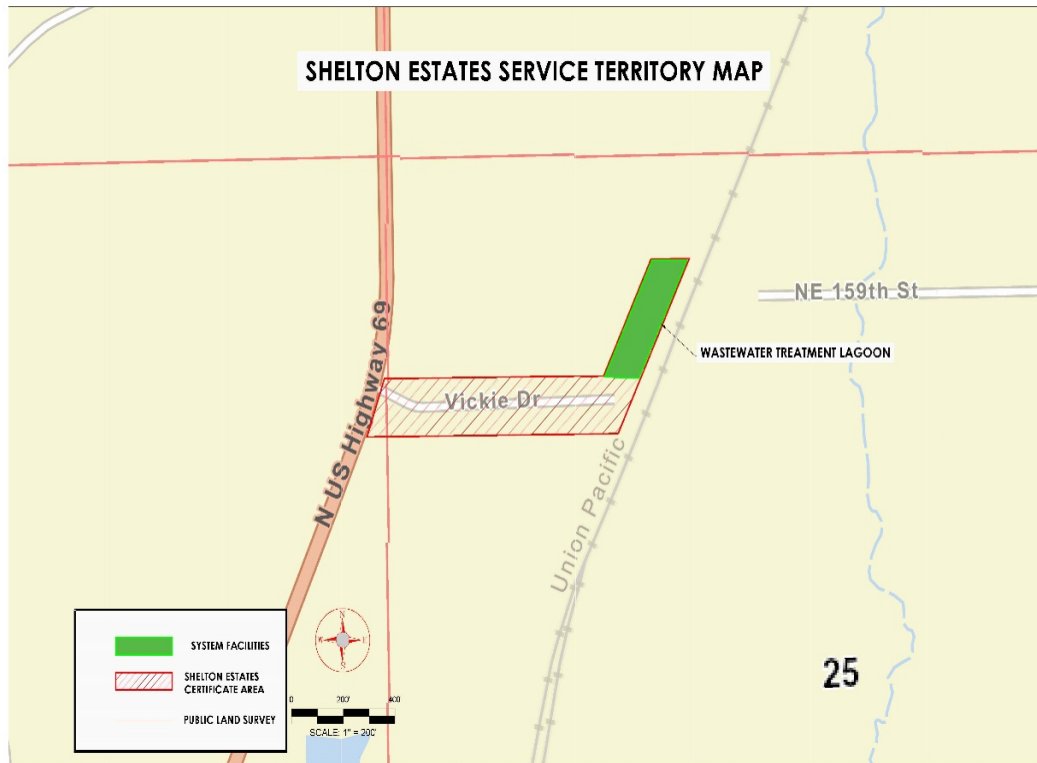 SHELTON ESTATES SERVICE TERRITORY MAP
NE 159th St
N US Highway 69
WASTEWATER TREATMENT LAGOON
Vickie Dr
Union Pacific
25
SYSTEM FACILITIES
SHELTON ESTATES
CERTIFICATE AREA
PUBLIC LAND SURVEY
N
W E
S
0 200' 400
SCALE: 1" = 200'